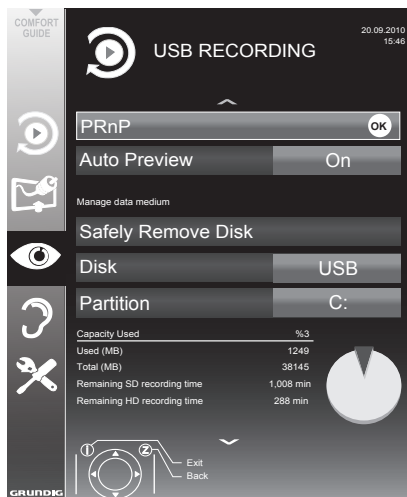 COMFORT
GUIDE
USB RECORDING
20.09.2010
15:46
PRnP OK
Auto Preview On
Manage data medium
Safely Remove Disk
Disk USB
Partition C:
Capacity Used %3
Used (MB) 1249
Total (MB) 38145
Remaining SD recording time 1,008 min
Remaining HD recording time 288 min
i Z
Exit
Back
GRUNDIG